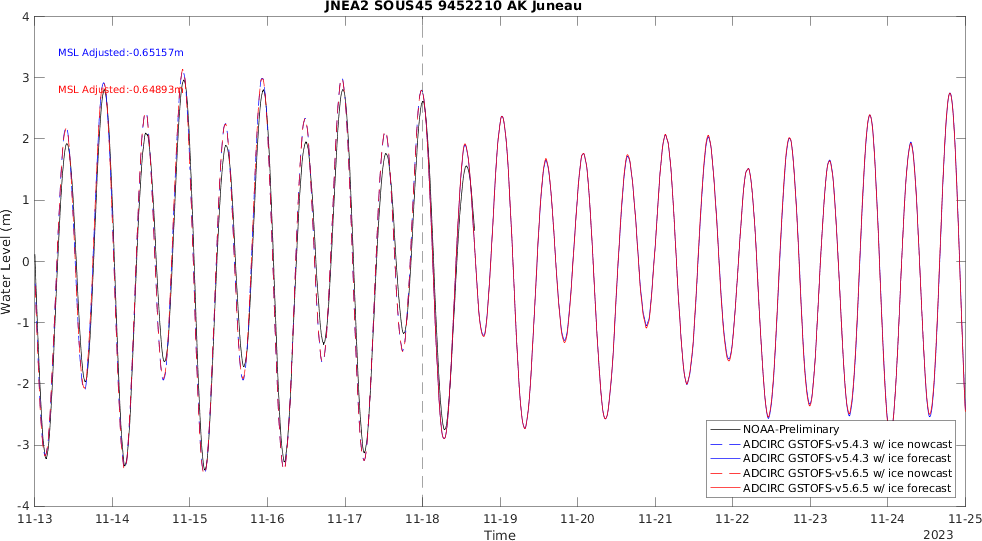 JNEA2 SOUS45 9452210 AK Juneau
MSL Adjusted:-0.65157m
MSL Adjusted:-0.64893m
Water Level (m)
4
3
2
1
0
-1
-2
-3
-4
NOAA-Preliminary
ADCIRC GSTOFS-v5.4.3 w/ ice nowcast
ADCIRC GSTOFS-v5.4.3 w/ ice forecast
ADCIRC GSTOFS-v5.6.5 w/ ice nowcast
ADCIRC GSTOFS-v5.6.5 w/ ice forecast
11-13 11-14 11-15 11-16 11-17 11-18 11-19 11-20 11-21 11-22 11-23 11-24 11-25
Time
2023